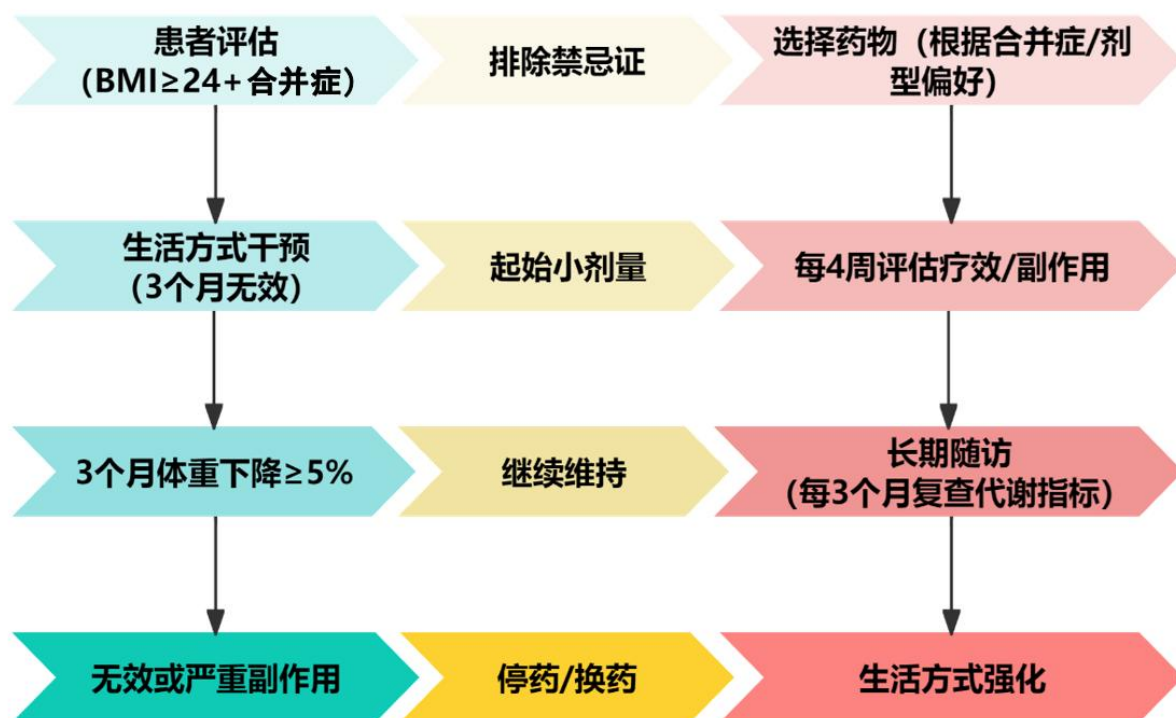 患者评估
（BMI≥24+合并症）
排除禁忌证
选择药物（根据合并症/剂
型偏好）
生活方式干预
（3个月无效）
起始小剂量
每4周评估疗效/副作用
3个月体重下降≥5%
继续维持
长期随访
（每3个月复查代谢指标）
无效或严重副作用
停药/换药
生活方式强化